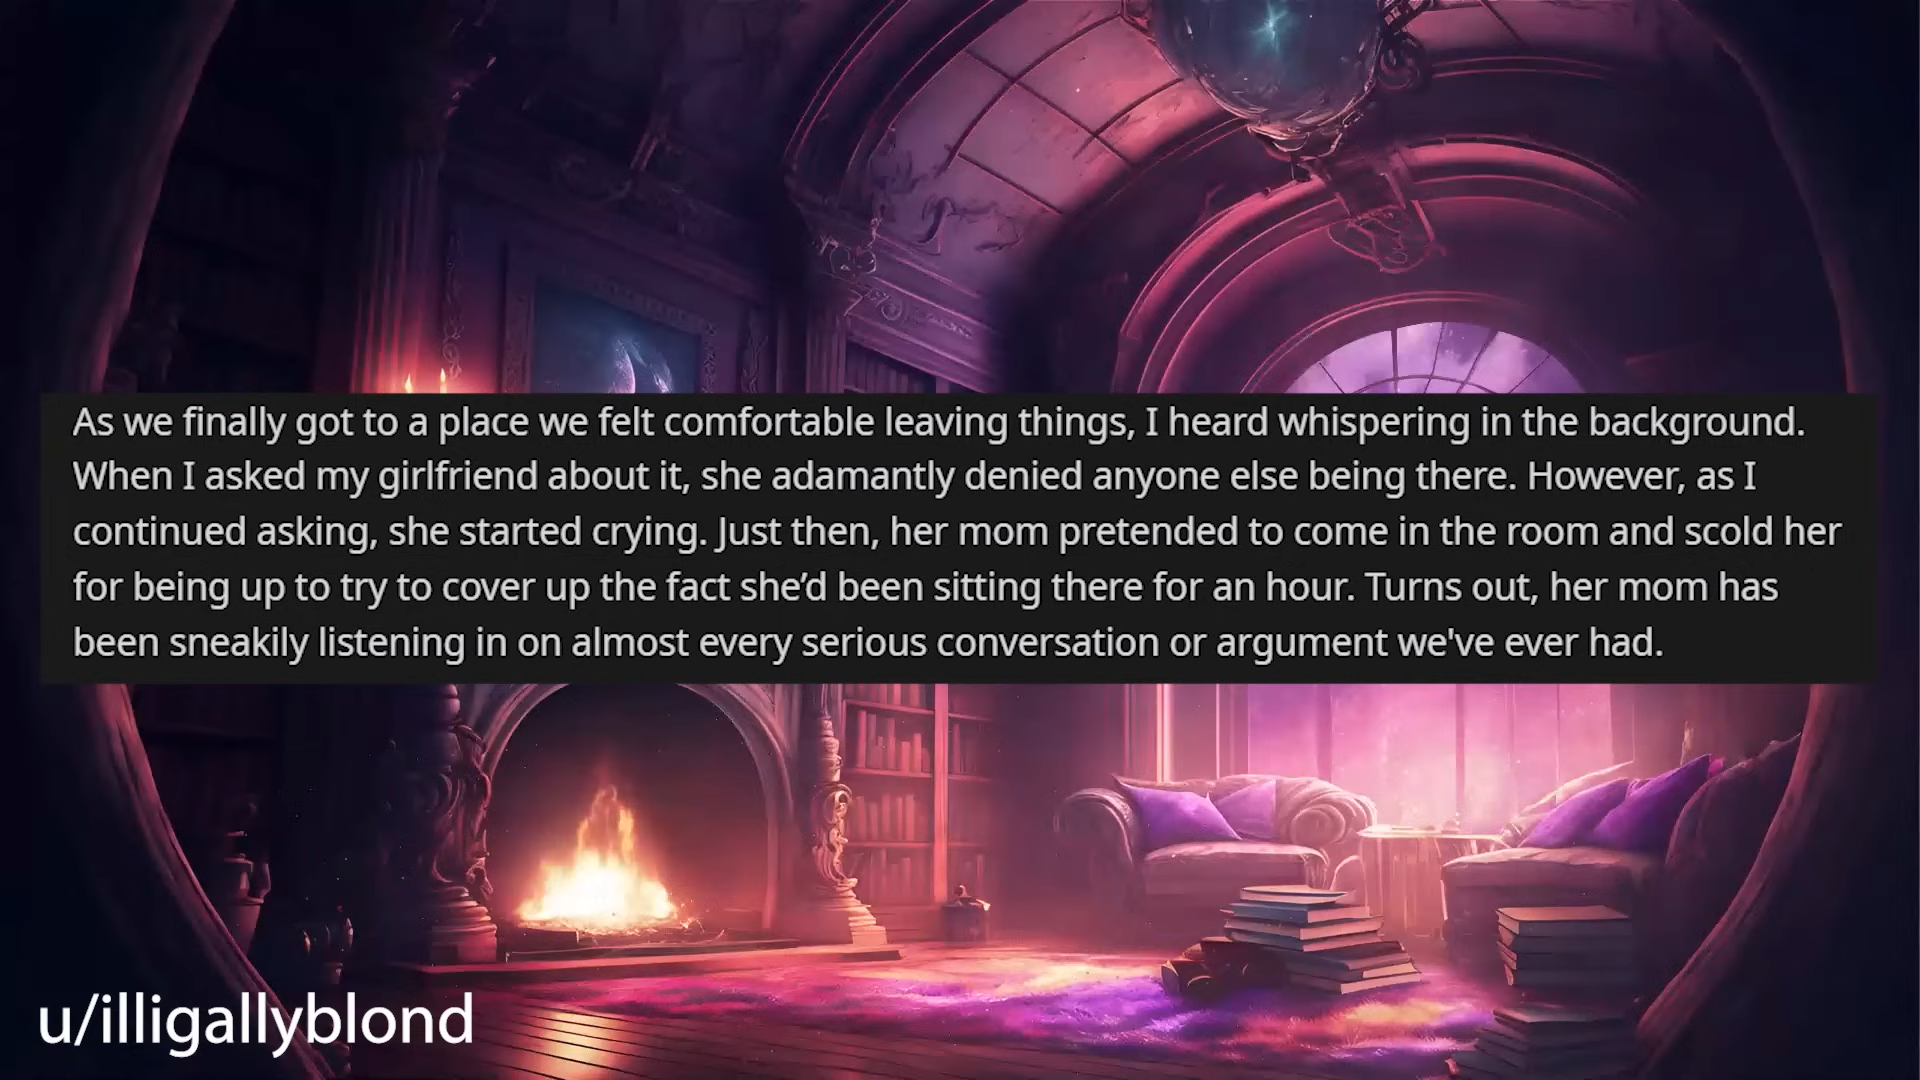 As we finally got to a place we felt comfortable leaving things, I heard whispering in the background.
When I asked my girlfriend about it, she adamantly denied anyone else being there. However, as I
continued asking, she started crying. Just then, her mom pretended to come in the room and scold her
for being up to try to cover up the fact she’d been sitting there for an hour. Turns out, her mom has
been sneakily listening in on almost every serious conversation or argument we've ever had.
u/illigallyblond